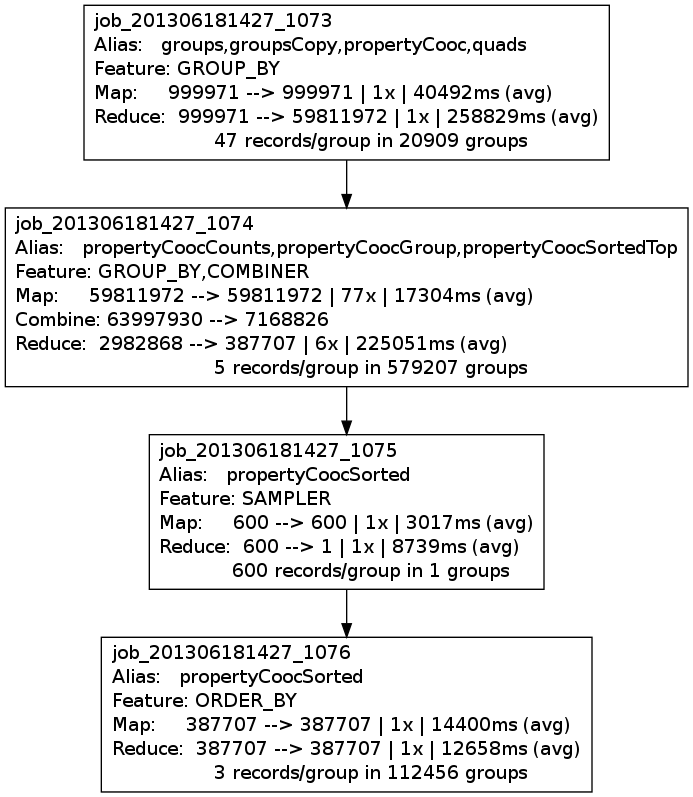 job_201306181427_1073
Alias: groups,groupsCopy,propertyCooc,quads
Feature: GROUP_BY
Map: 999971 --> 999971 | 1x | 40492ms (avg)
Reduce: 999971 --> 59811972 | 1x | 258829ms (avg)
47 records/group in 20909 groups
job_201306181427_1074
Alias: propertyCoocCounts,propertyCoocGroup,propertyCoocSortedTop
Feature: GROUP_BY,COMBINER
Map: 59811972 --> 59811972 | 77x | 17304ms (avg)
Combine: 63997930 --> 7168826
Reduce: 2982868 --> 387707 | 6x | 225051ms (avg)
5 records/group in 579207 groups
job_201306181427_1075
Alias: propertyCoocSorted
Feature: SAMPLER
Map: 600 --> 600 | 1x | 3017ms (avg)
Reduce: 600 --> 1 | 1x | 8739ms (avg)
600 records/group in 1 groups
job_201306181427_1076
Alias: propertyCoocSorted
Feature: ORDER_BY
Map: 387707 --> 387707 | 1x | 14400ms (avg)
Reduce: 387707 --> 387707 | 1x | 12658ms (avg)
3 records/group in 112456 groups